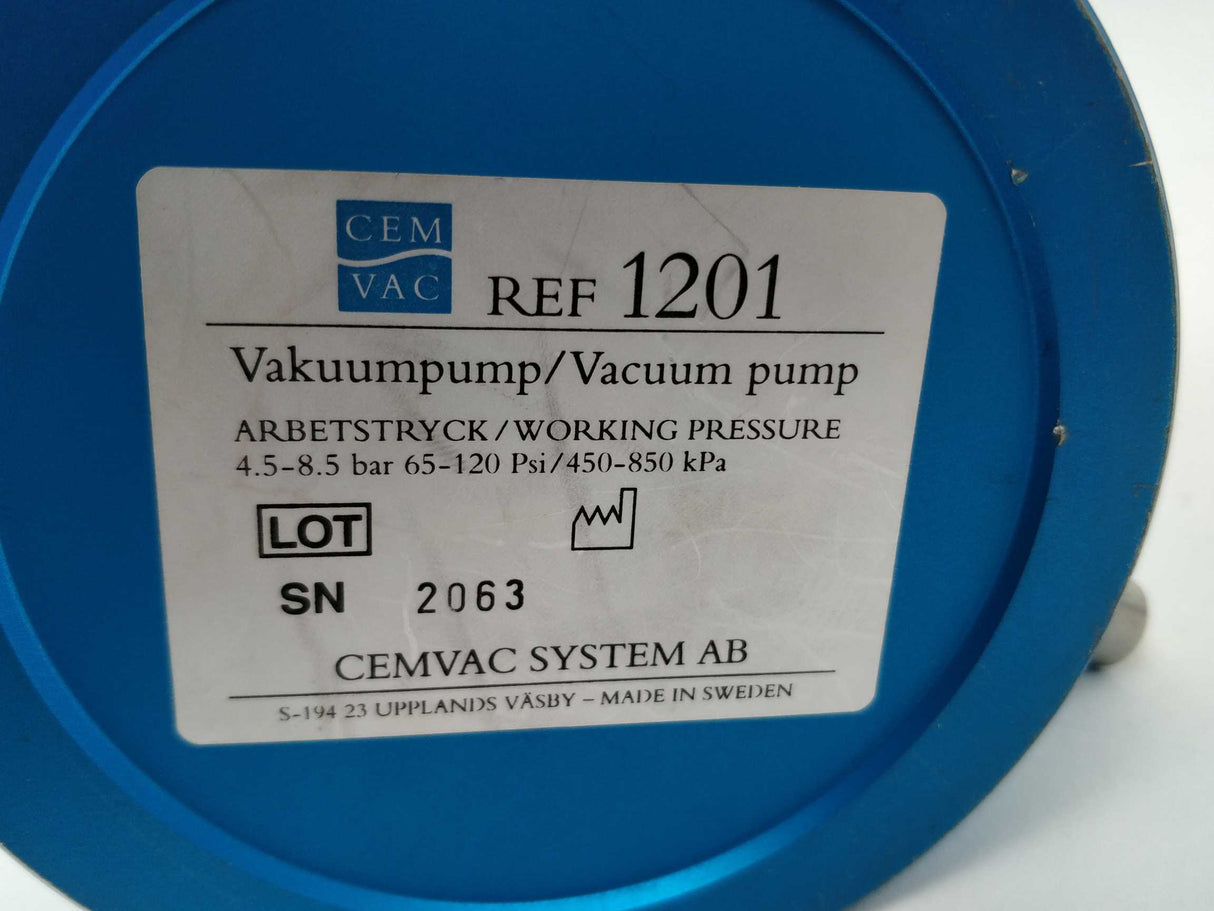 CEM
VAC
REF 1201
Vakuumpump/Vacuum pump
ARBETSTRYCK/WORKING PRESSURE
4.5-8.5 bar 65-120 Psi/450-850 kPa
LOT
SN 2063
CEMVAC SYSTEM AB
S-194 23 UPPLANDS VÄSBY – MADE IN SWEDEN